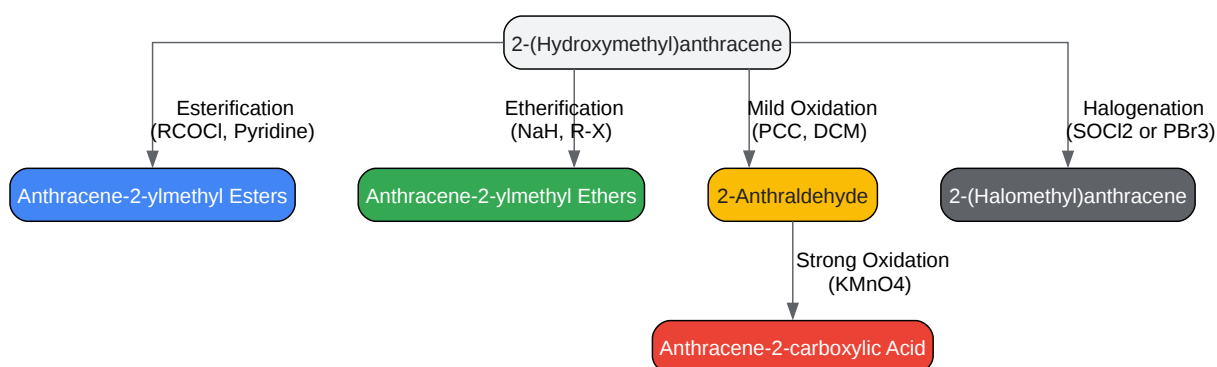 2-(Hydroxymethyl)anthracene
Esterification
(RCOCl, Pyridine)
Etherification
(NaH, R-X)
Mild Oxidation
(PCC, DCM)
Halogenation
(SOCl2 or PBr3)
Anthracene-2-ylmethyl Esters
Anthracene-2-ylmethyl Ethers
2-Anthraldehyde
2-(Halomethyl)anthracene
Strong Oxidation
(KMnO4)
Anthracene-2-carboxylic Acid